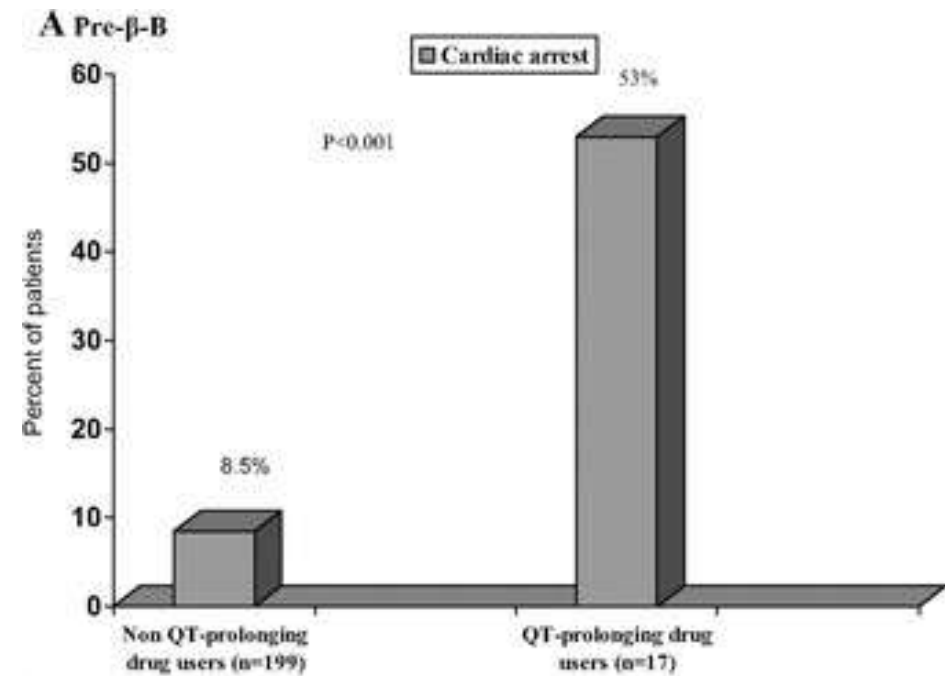 A Pre-β-B
Cardiac arrest
60
53%
P<0.001
50
40
Percent of patients
30
20
8.5%
10
0
Non QT-prolonging
drug users (n=199)
QT-prolonging drug
users (n=17)